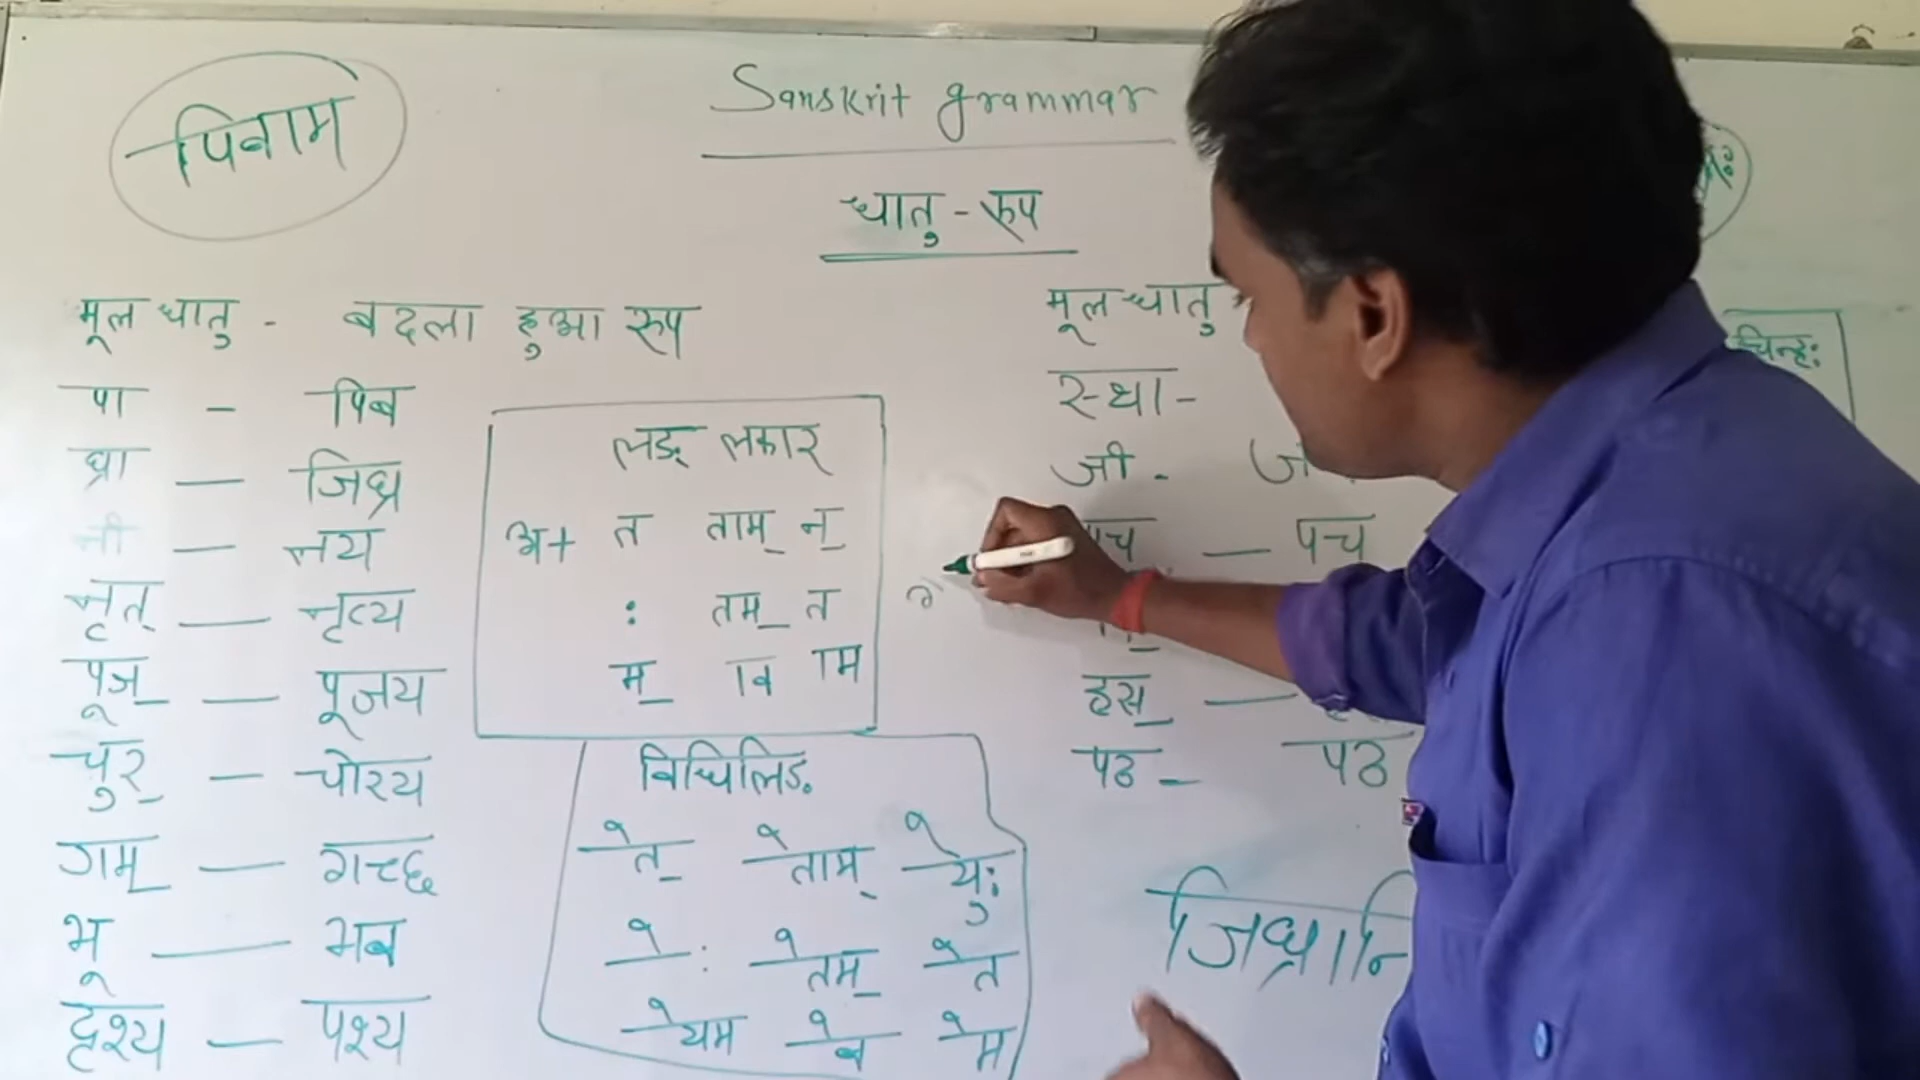 पिबाम
Sanskrit grammar
धातु - रूप
मूल धातु - बदला हुआ रूप
पा - पिब
घ्रा — जिघ्र
नी — नय
नृत् — नृत्य
पूज् — पूजय
चुर् — चोरय
गम् — गच्छ
भू — भव
दृश्य — पश्य
लङ् लकार
अ+ त ताम् न्
: तम् त
म् ाव ाम
विधिलिङ.
ेत् ेताम् ेयुः
ेः ेतम् ेत
ेयम ेव ेम
मूल धातु
स्था -
जी -
पच — पच
हस् —
पठ - पठ
चिन्हः
जिघ्रानि